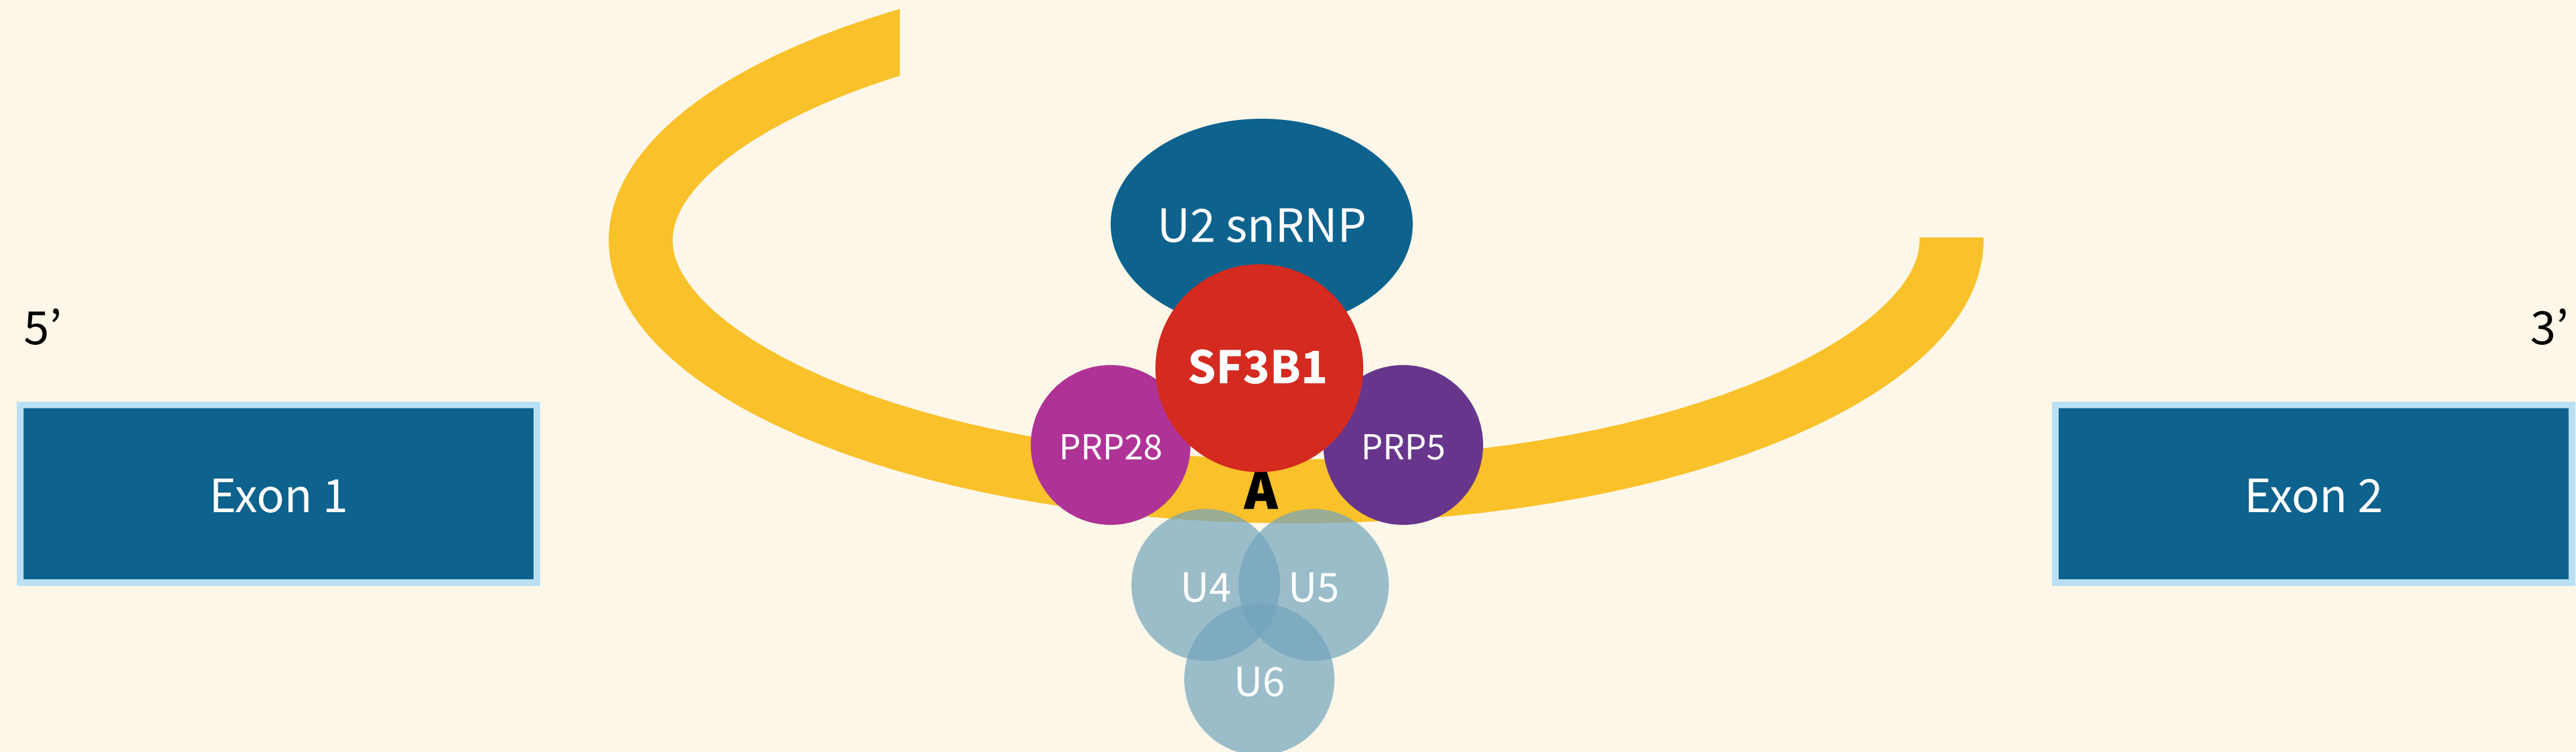 U2 snRNP
5’
3’
SF3B1
PRP28
PRP5
A
Exon 1
Exon 2
U4
U5
U6